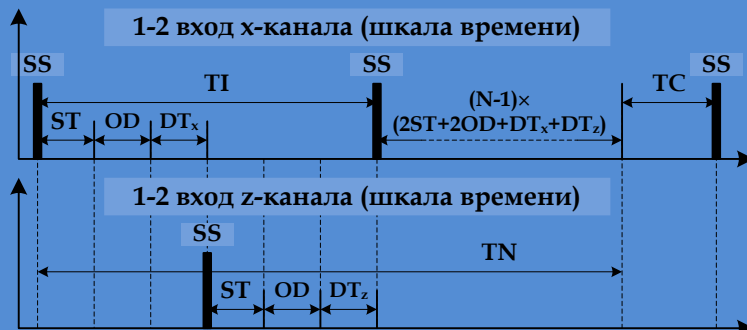 1-2 вход x-канала (шкала времени)
SS
SS
SS
TI
TC
(N-1)×
(2ST+2OD+DTx+DTz)
ST
OD
DTx
1-2 вход z-канала (шкала времени)
SS
TN
ST
OD
DTz